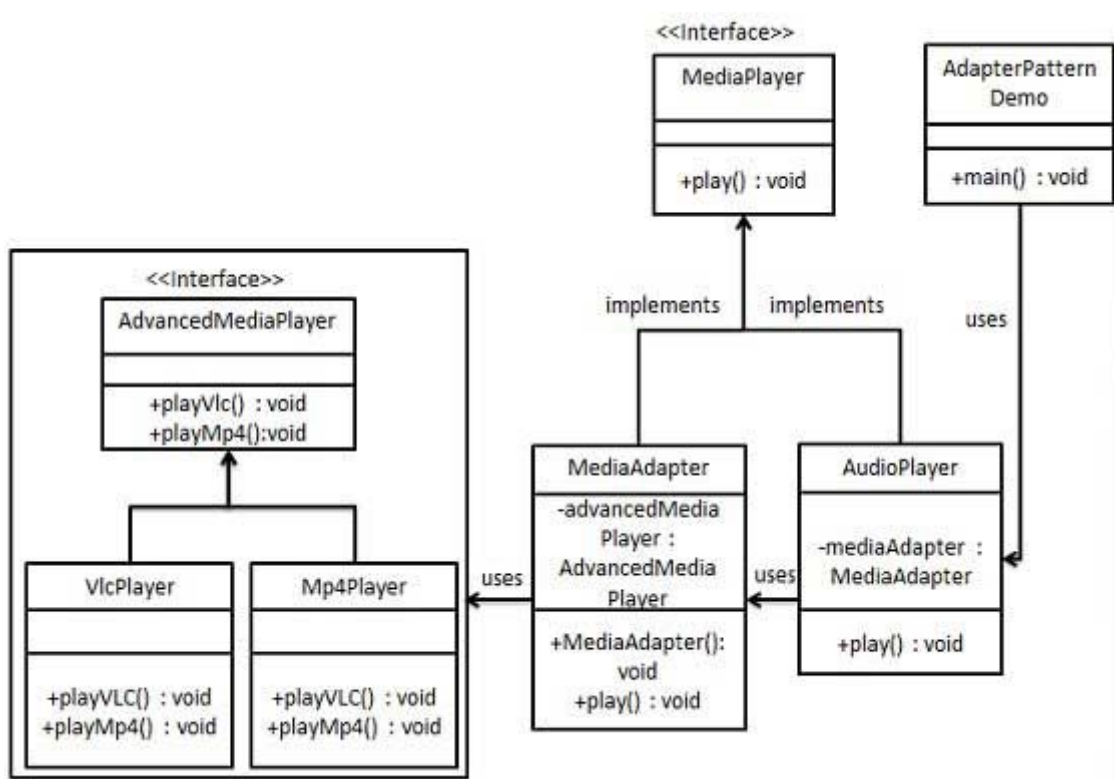 <<Interface>>
MediaPlayer
+play() : void
AdapterPattern
Demo
+main() : void
implements
implements
uses
<<Interface>>
AdvancedMediaPlayer
+playVlc() : void
+playMp4():void
VlcPlayer
+playVLC() : void
+playMp4() : void
Mp4Player
+playVLC() : void
+playMp4() : void
uses
MediaAdapter
-advancedMedia
Player :
AdvancedMedia
Player
+MediaAdapter():
void
+play() : void
uses
AudioPlayer
-mediaAdapter :
MediaAdapter
+play() : void